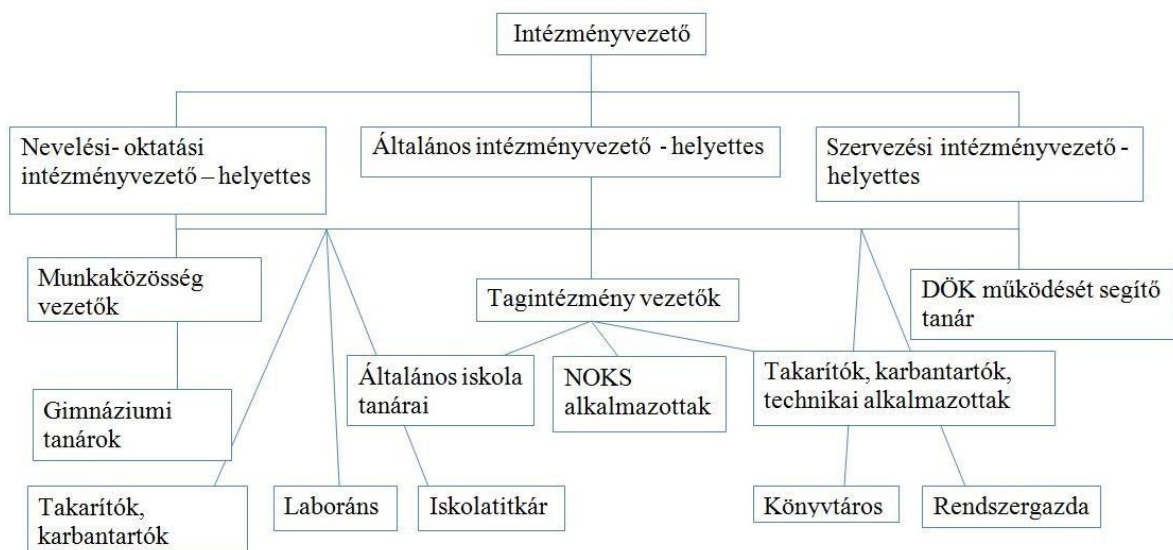 Intézményvezető
Nevelési- oktatási
intézményvezető – helyettes
Általános intézményvezető - helyettes
Szervezési intézményvezető -
helyettes
Munkaközösség
vezetők
Tagintézmény vezetők
DÖK működését segítő
tanár
Általános iskola
tanárai
NOKS
alkalmazottak
Takarítók, karbantartók,
technikai alkalmazottak
Gimnáziumi
tanárok
Takarítók,
karbantartók
Laboráns
Iskolatitkár
Könyvtáros
Rendszergazda